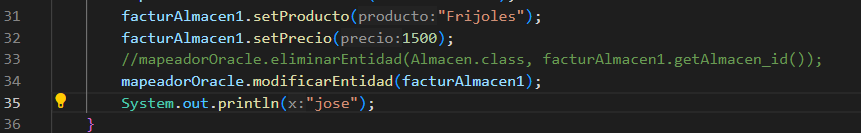 31 facturAlmacen1.setProducto(producto:"Frijoles");
32 facturAlmacen1.setPrecio(precio:1500);
33 //mapeadorOracle.eliminarEntidad(Almacen.class, facturAlmacen1.getAlmacen_id());
34 mapeadorOracle.modificarEntidad(facturAlmacen1);
35 System.out.println(x:"jose");
36 }